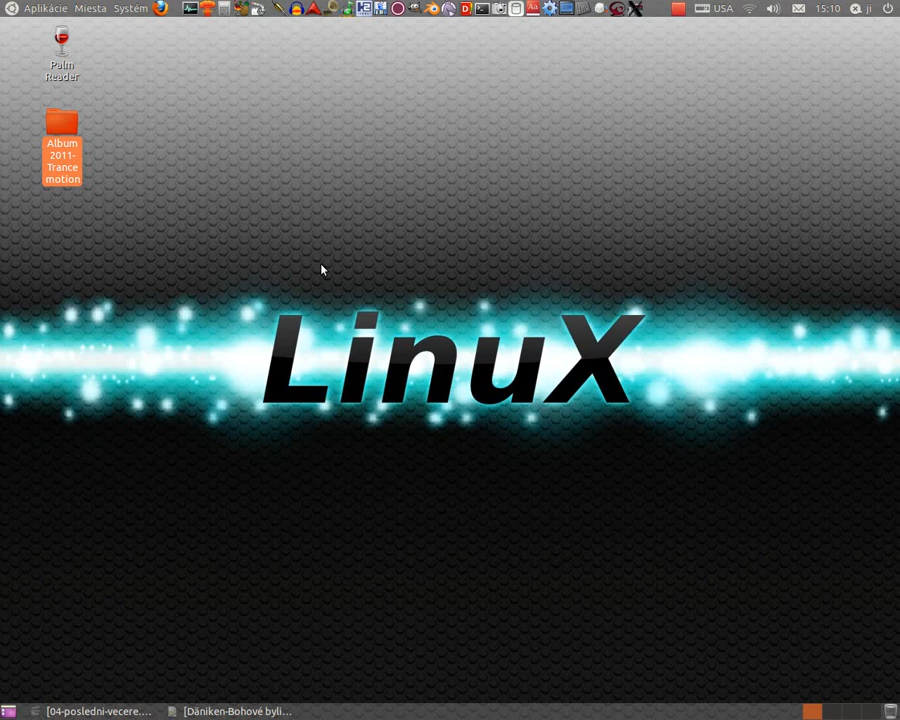 Aplikácie Miesta Systém USA 15:10 ji
Palm
Reader
Album
2011-
Trance
motion
LinuX
[04-posledni-vecere.... [Däniken-Bohové byli...